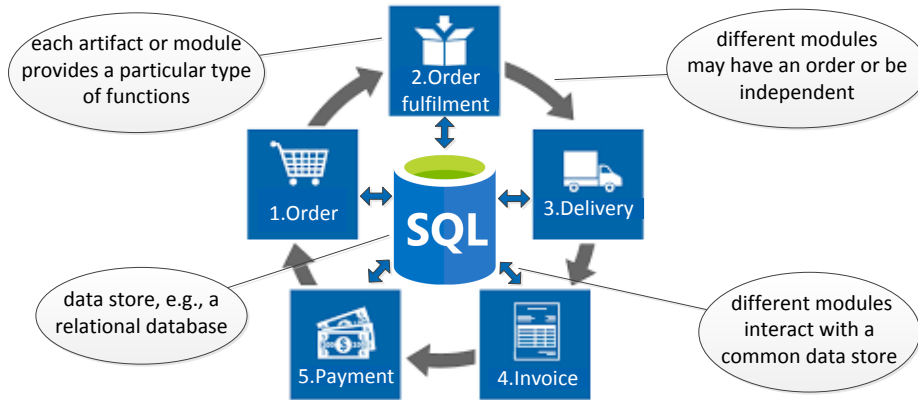 each artifact or module
provides a particular type
of functions
2.Order
fulfilment
different modules
may have an order or be
independent
1.Order
SQL
3.Delivery
data store, e.g., a
relational database
5.Payment
4.Invoice
different modules
interact with a
common data store